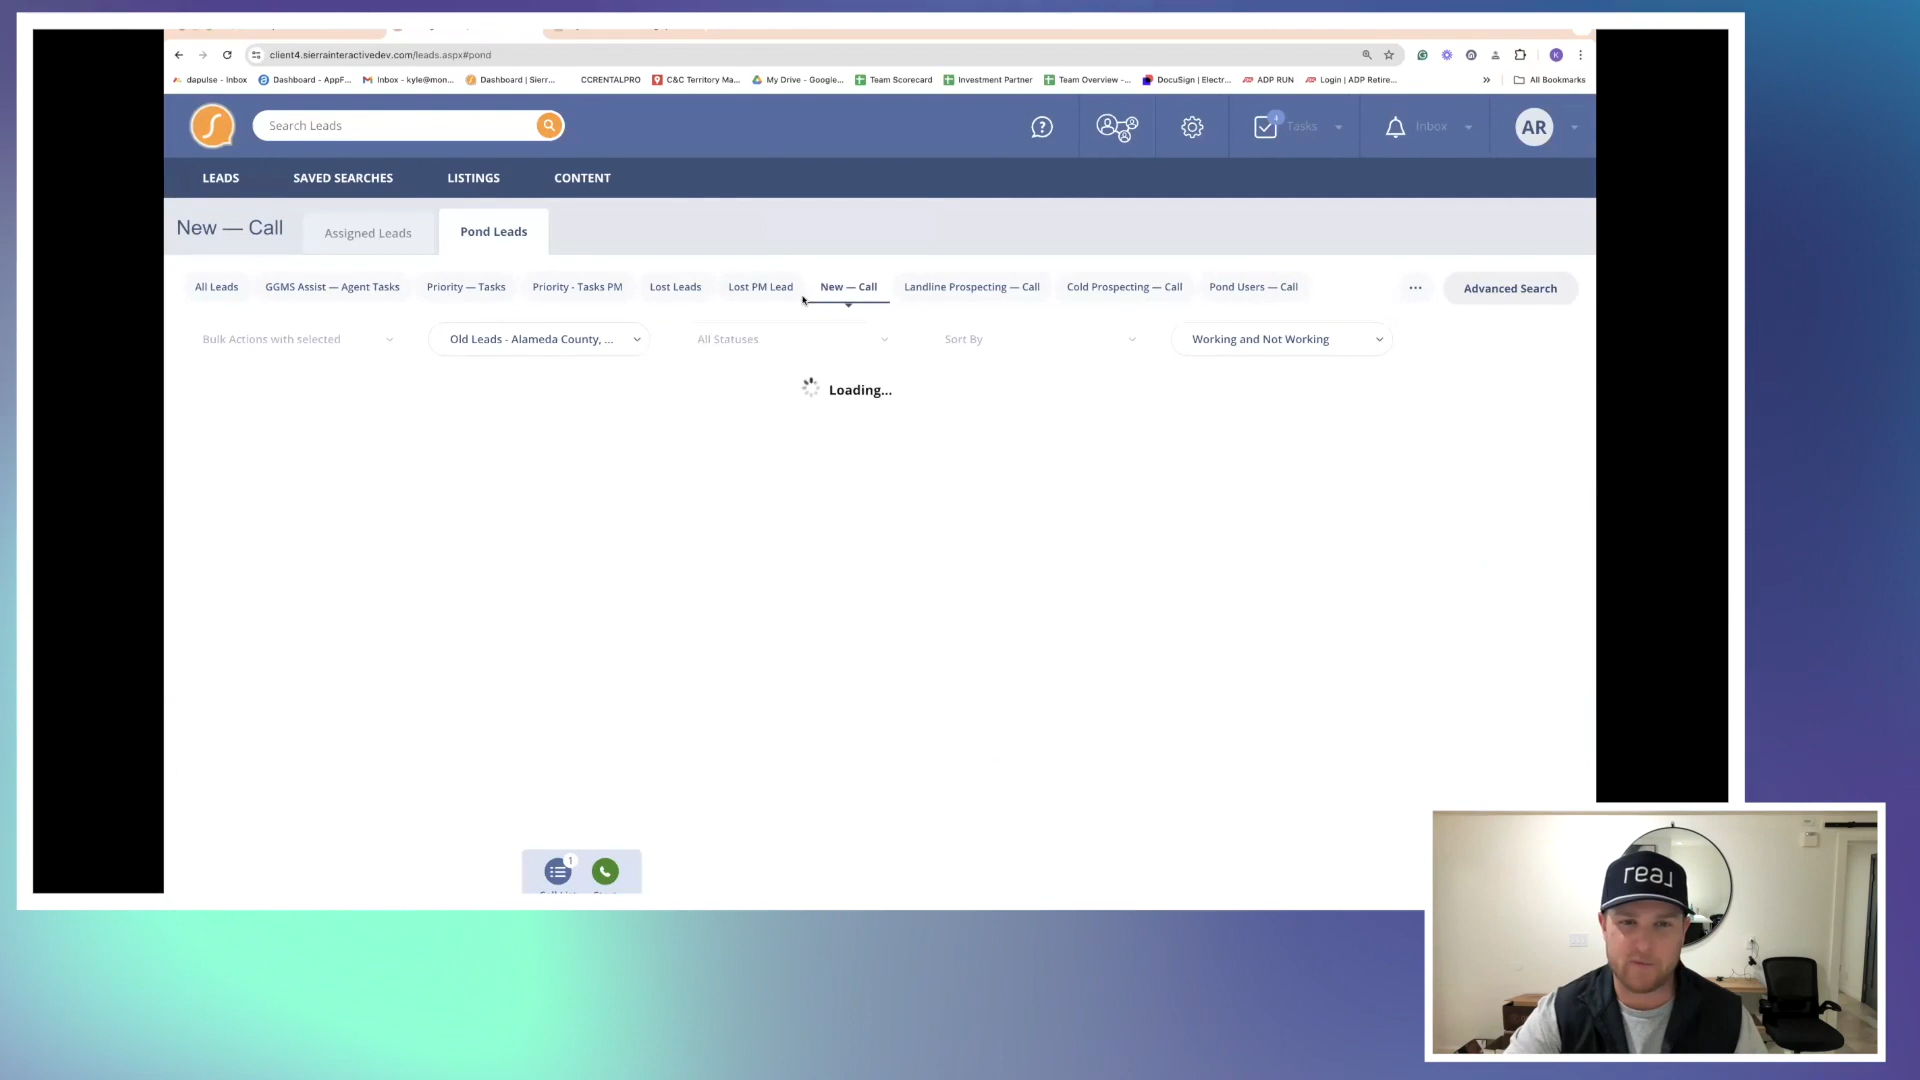 client4.sierrainteractivedev.com/leads.aspx#pond
K
dapulse - Inbox
Dashboard - AppF...
Inbox - kyle@mon...
Dashboard | Sierr...
CCRENTALPRO
C&C Territory Ma...
My Drive - Google...
Team Scorecard
Investment Partner
Team Overview -...
DocuSign | Electr...
ADP RUN
Login | ADP Retire...
»
All Bookmarks
Search Leads
Tasks
Inbox
AR
LEADS
SAVED SEARCHES
LISTINGS
CONTENT
New — Call
Assigned Leads
Pond Leads
All Leads
GGMS Assist — Agent Tasks
Priority — Tasks
Priority - Tasks PM
Lost Leads
Lost PM Lead
New — Call
Landline Prospecting — Call
Cold Prospecting — Call
Pond Users — Call
...
Advanced Search
Bulk Actions with selected
Old Leads - Alameda County, ...
All Statuses
Sort By
Working and Not Working
Loading...
1
real